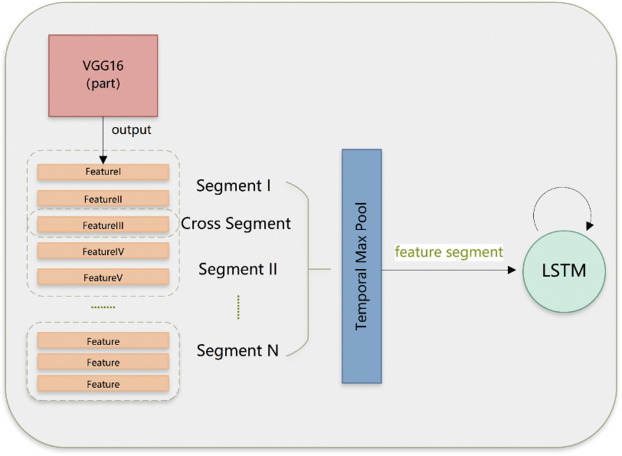 VGG16
(part)
output
FeatureI
FeatureII
FeatureIII
FeatureIV
FeatureV
Segment I
Cross Segment
Segment II
Segment N
Feature
Feature
Feature
Temporal Max Pool
feature segment
LSTM